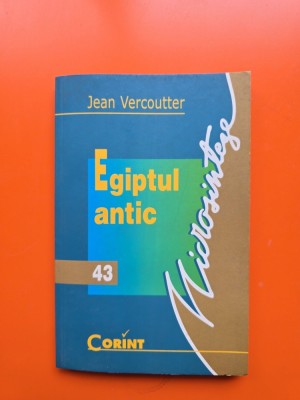 Jean Vercoutter
Egiptul
antic
Microsinteze
43
CORINT